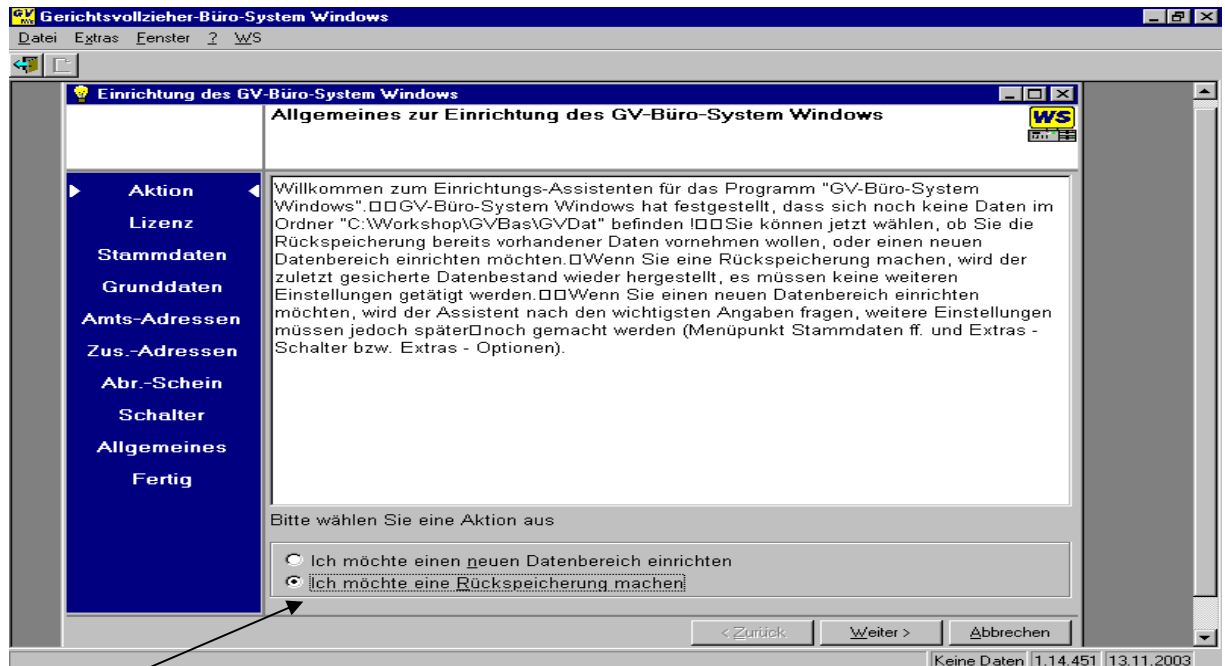 Gerichtsvollzieher-Büro-System Windows
Datei Extras Fenster ? WS
Einrichtung des GV-Büro-System Windows
Allgemeines zur Einrichtung des GV-Büro-System Windows
WS
Aktion
Lizenz
Stammdaten
Grunddaten
Amts-Adressen
Zus.-Adressen
Abr.-Schein
Schalter
Allgemeines
Fertig
Willkommen zum Einrichtungs-Assistenten für das Programm "GV-Büro-System
Windows".□□GV-Büro-System Windows hat festgestellt, dass sich noch keine Daten im
Ordner "C:\Workshop\GVBas\GVDat" befinden !□□Sie können jetzt wählen, ob Sie die
Rückspeicherung bereits vorhandener Daten vornehmen wollen, oder einen neuen
Datenbereich einrichten möchten.□Wenn Sie eine Rückspeicherung machen, wird der
zuletzt gesicherte Datenbestand wieder hergestellt, es müssen keine weiteren
Einstellungen getätigt werden.□□Wenn Sie einen neuen Datenbereich einrichten
möchten, wird der Assistent nach den wichtigsten Angaben fragen, weitere Einstellungen
müssen jedoch später□noch gemacht werden (Menüpunkt Stammdaten ff. und Extras -
Schalter bzw. Extras - Optionen).
Bitte wählen Sie eine Aktion aus
Ich möchte einen neuen Datenbereich einrichten
Ich möchte eine Rückspeicherung machen
< Zurück Weiter > Abbrechen
Keine Daten 1.14.451 13.11.2003